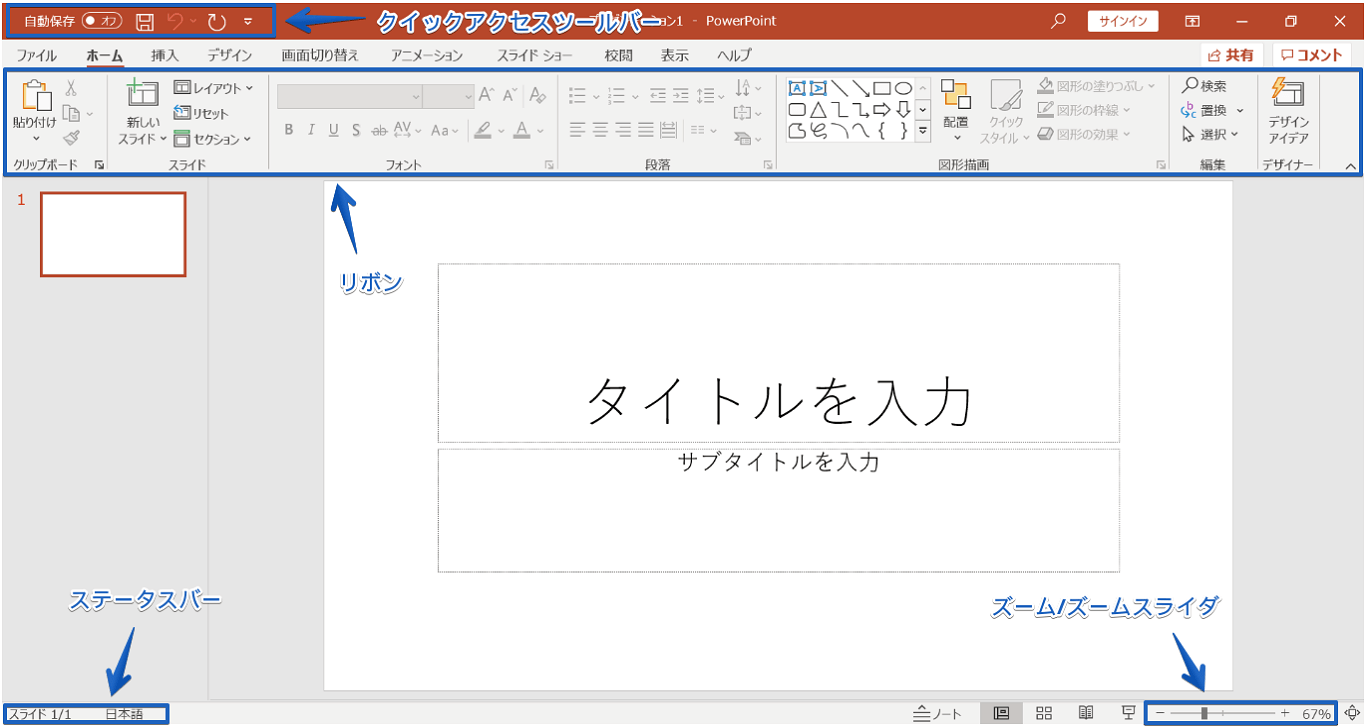 自動保存 オフ
クイックアクセスツールバー
ション1 - PowerPoint
サインイン
ファイル ホーム 挿入 デザイン 画面切り替え アニメーション スライド ショー 校閲 表示 ヘルプ
共有 コメント
貼り付け
クリップボード
新しい
スライド
レイアウト
リセット
セクション
スライド
B I U S ab AV Aa A
フォント
段落
配置
クイック
スタイル
図形の塗りつぶし
図形の枠線
図形の効果
図形描画
検索
置換
選択
編集
デザイン
アイデア
デザイナー
1
リボン
タイトルを入力
サブタイトルを入力
ステータスバー
ズーム/ズームスライダ
スライド 1/1 日本語
ノート
67%